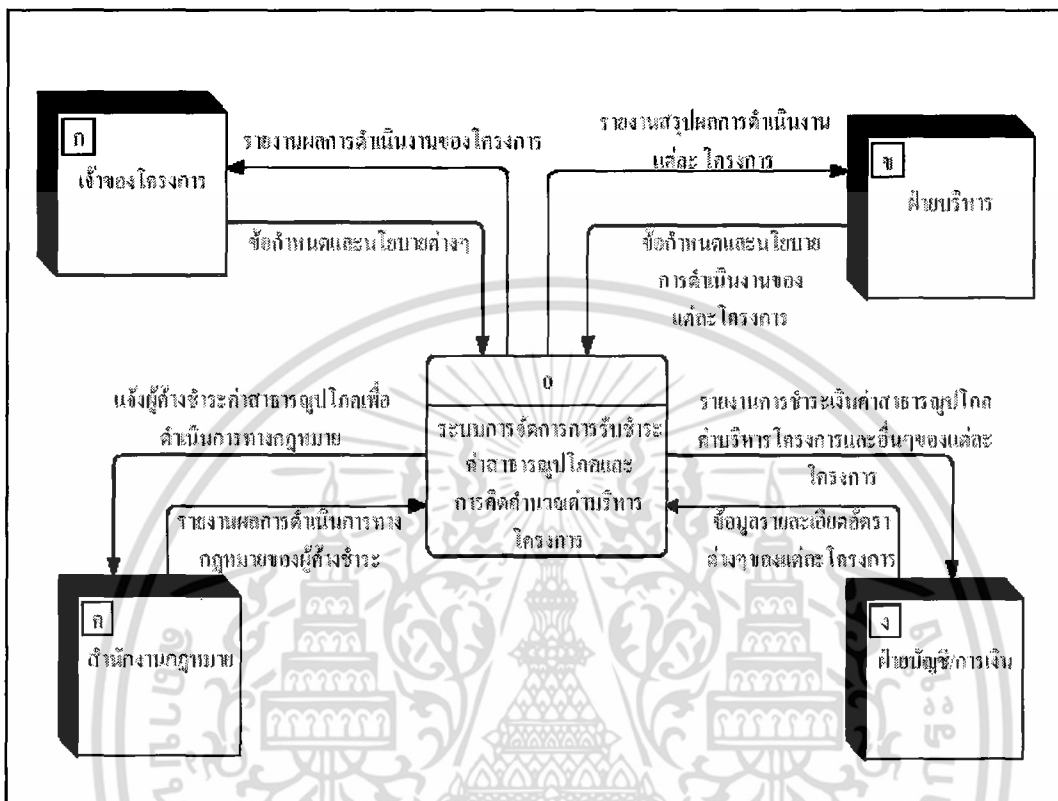 ก
เจ้าของโครงการ
รายงานผลการดำเนินงานของโครงการ
ข้อกำหนดและนโยบายต่างๆ
รายงานสรุปผลการดำเนินงาน
แต่ละโครงการ
ข
ฝ่ายบริหาร
ข้อกำหนดและนโยบาย
การดำเนินงานของ
แต่ละโครงการ
0
ระบบการจัดการการรับชำระ
ค่าสาธารณูปโภคและ
การคิดคำนวณค่าบริหาร
โครงการ
แจ้งผู้ค้างชำระค่าสาธารณูปโภคเพื่อ
ดำเนินการทางกฎหมาย
รายงานผลการดำเนินการทาง
กฎหมายของผู้ค้างชำระ
ค
สำนักงานกฎหมาย
รายงานการชำระเงินค่าสาธารณูปโภค
ค่าบริหารโครงการและอื่นๆของแต่ละ
โครงการ
ข้อมูลรายละเอียดอัตรา
ต่างๆของแต่ละโครงการ
ง
ฝ่ายบัญชี/การเงิน